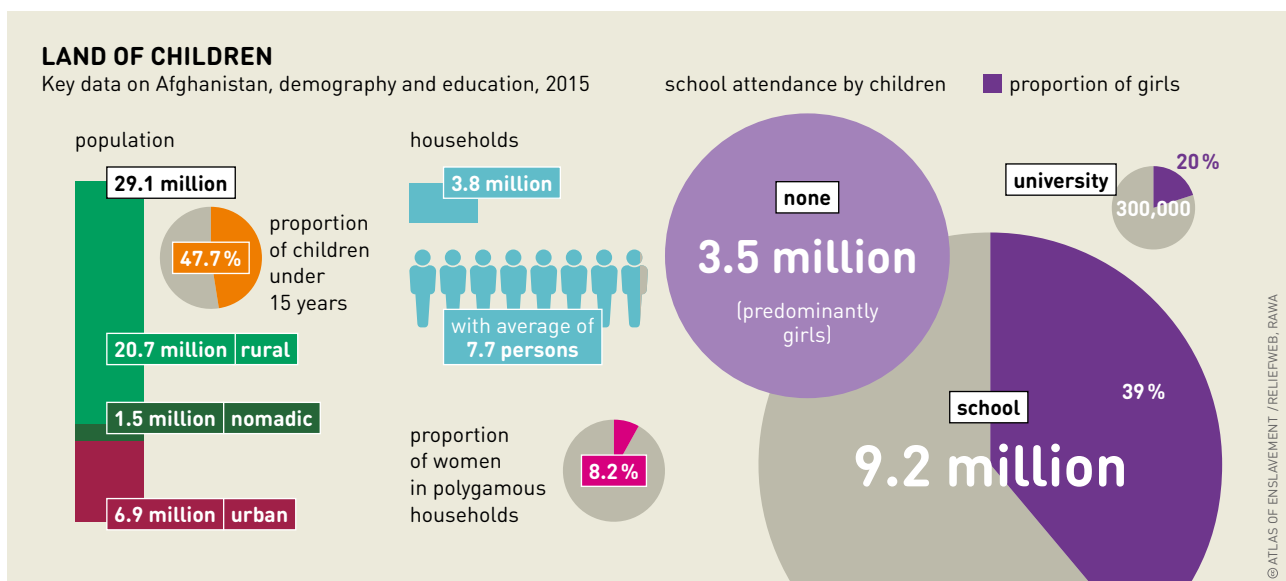 LAND OF CHILDREN
Key data on Afghanistan, demography and education, 2015
population
29.1 million
47.7 %
proportion
of children
under
15 years
20.7 million rural
1.5 million nomadic
6.9 million urban
households
3.8 million
with average of
7.7 persons
proportion
of women
in polygamous
households
8.2 %
school attendance by children
proportion of girls
none
3.5 million
(predominantly
girls)
university
20 %
300,000
school
39 %
9.2 million
© ATLAS OF ENSLAVEMENT / RELIEFWEB, RAWA